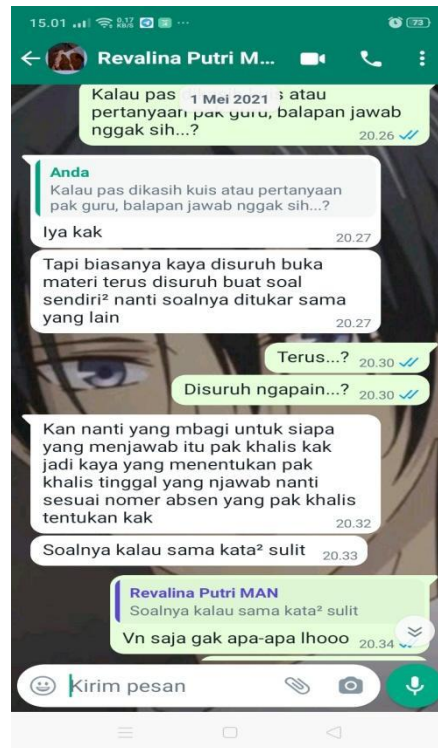 15.01 0.17 KB/S 73
Revalina Putri M...
Kalau pas atau
1 Mei 2021
pertanyaan pak guru, balapan jawab
nggak sih...?
20.26
Anda
Kalau pas dikasih kuis atau pertanyaan
pak guru, balapan jawab nggak sih...?
Iya kak
20.27
Tapi biasanya kaya disuruh buka
materi terus disuruh buat soal
sendiri² nanti soalnya ditukar sama
yang lain
20.27
Terus...? 20.30
Disuruh ngapain...? 20.30
Kan nanti yang mbagi untuk siapa
yang menjawab itu pak khalis kak
jadi kaya yang menentukan pak
khalis tinggal yang njawab nanti
sesuai nomer absen yang pak khalis
tentukan kak
20.32
Soalnya kalau sama kata² sulit 20.33
Revalina Putri MAN
Soalnya kalau sama kata² sulit
Vn saja gak apa-apa lhooo 20.34
Kirim pesan